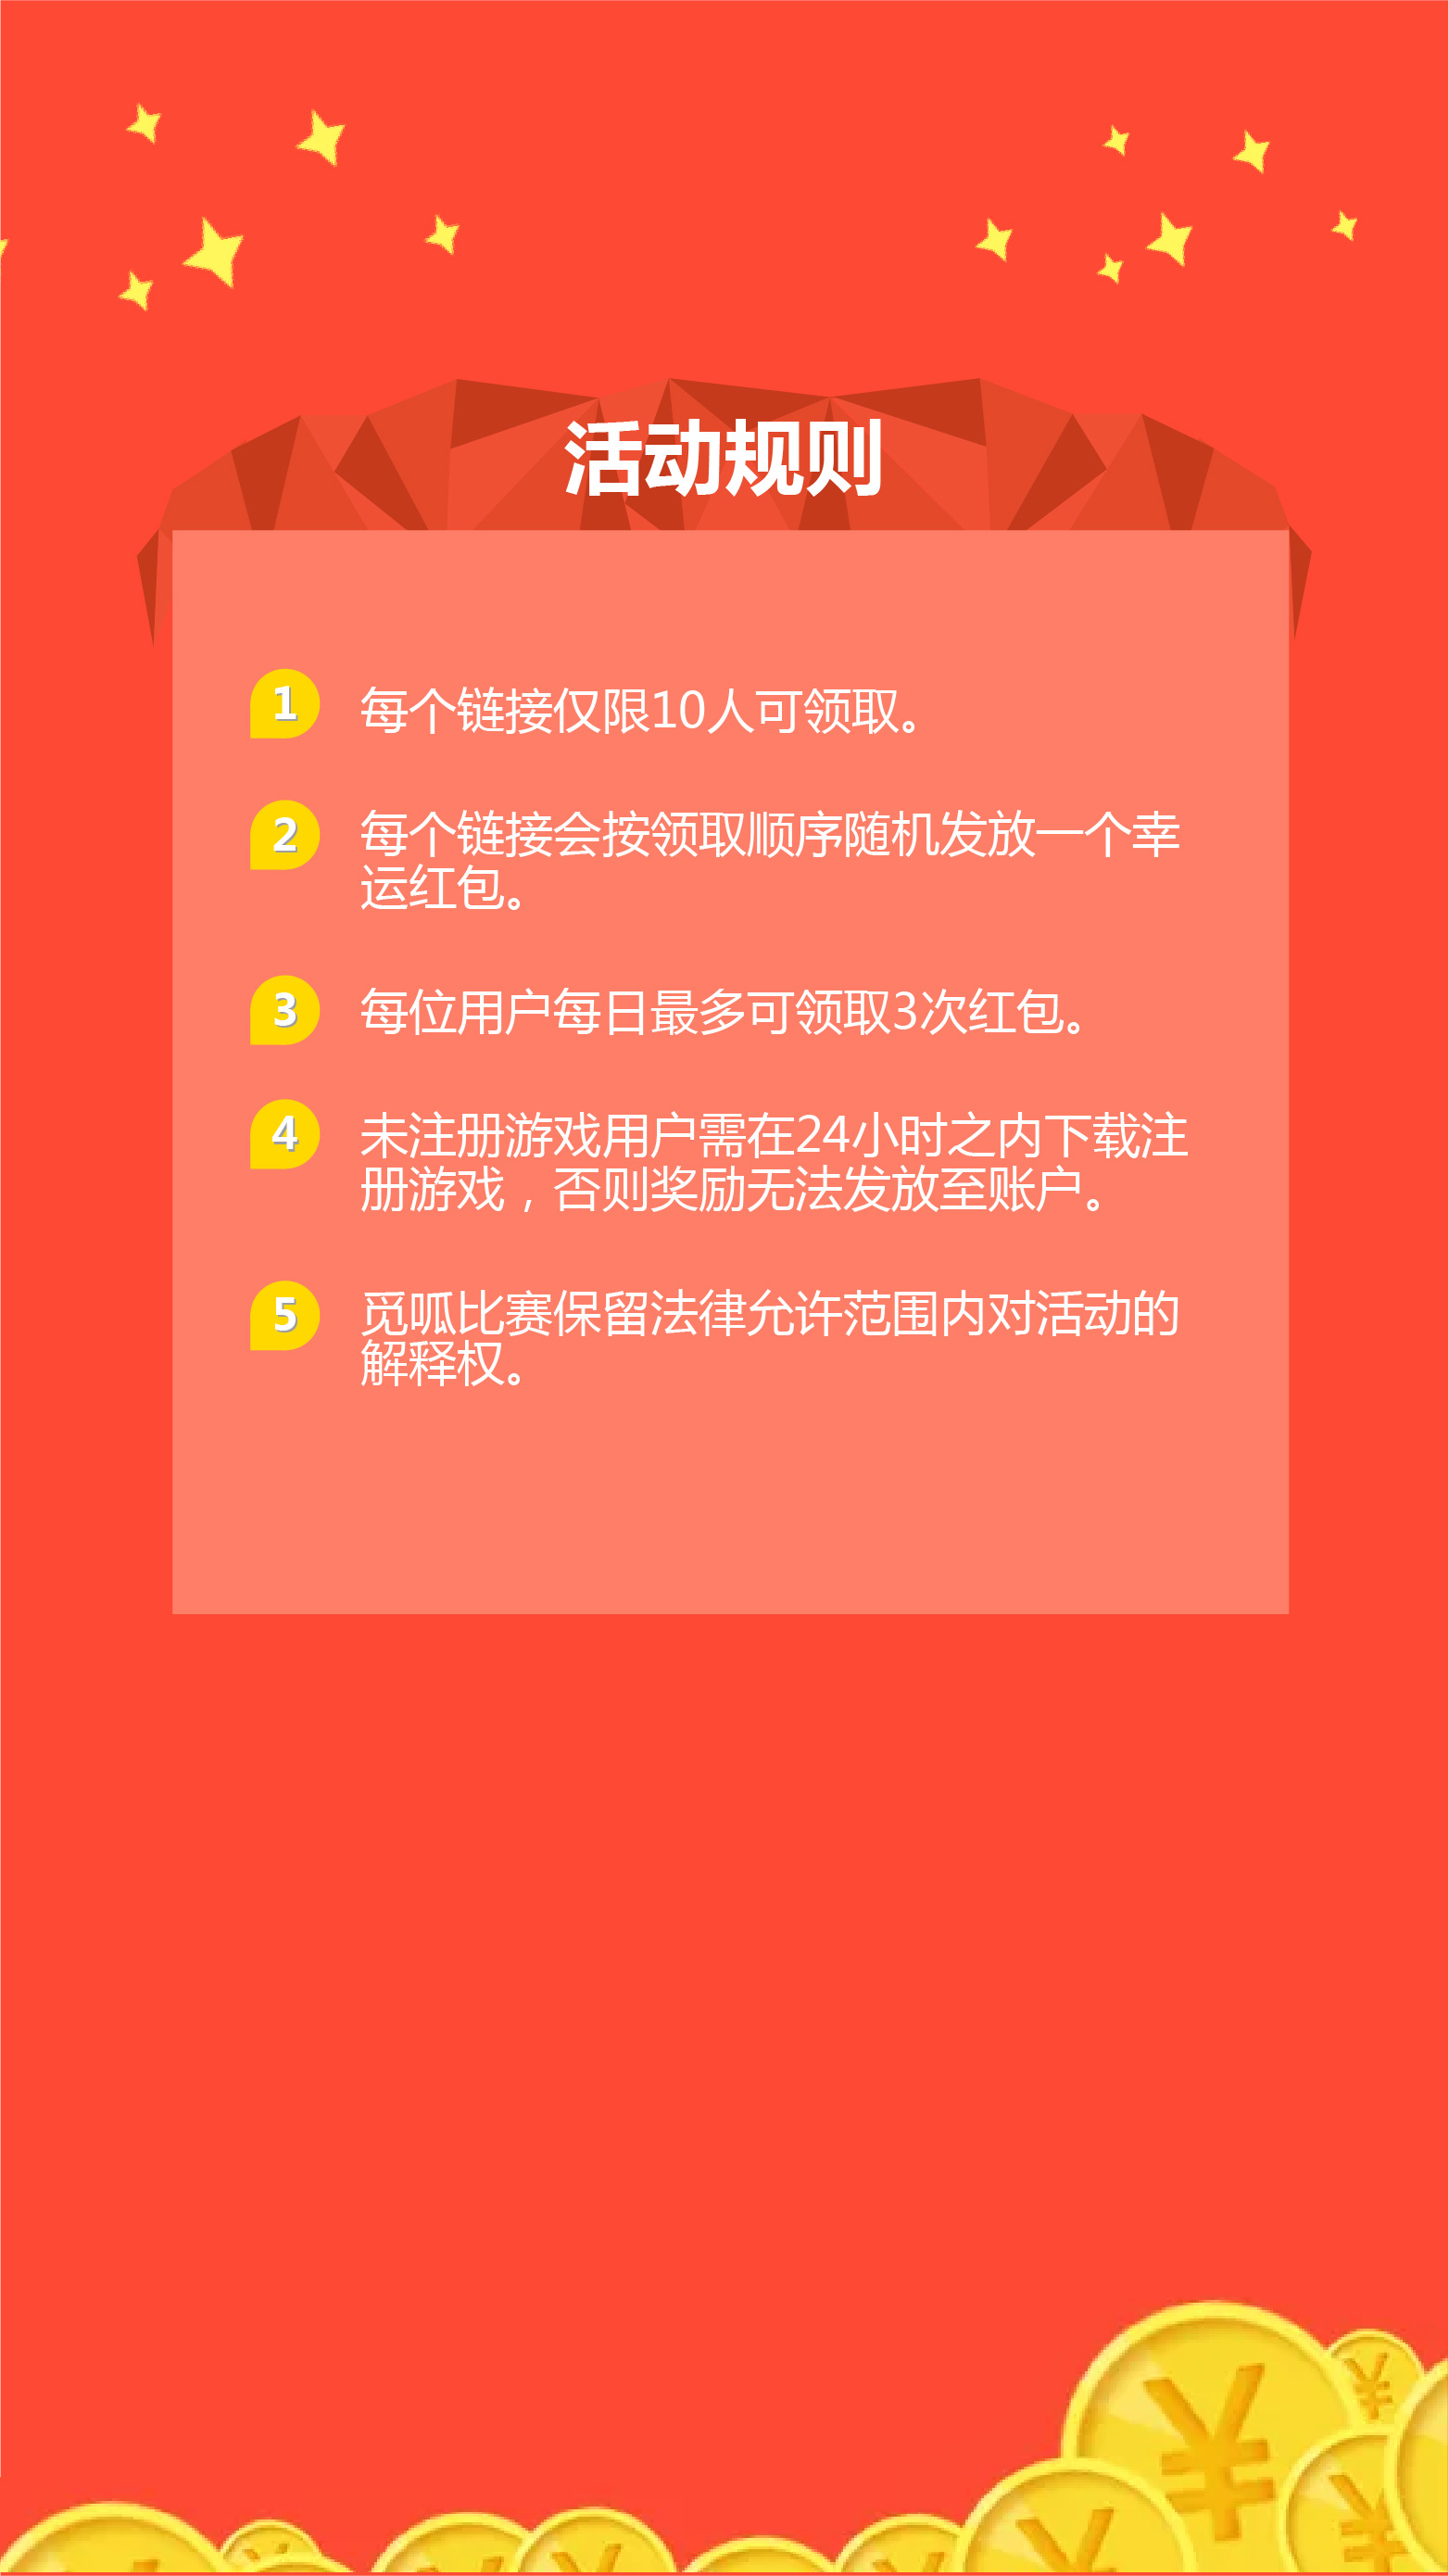 活动规则
1 每个链接仅限10人可领取。
2 每个链接会按领取顺序随机发放一个幸
运红包。
3 每位用户每日最多可领取3次红包。
4 未注册游戏用户需在24小时之内下载注
册游戏，否则奖励无法发放至账户。
5 觅呱比赛保留法律允许范围内对活动的
解释权。
¥
¥
¥
¥